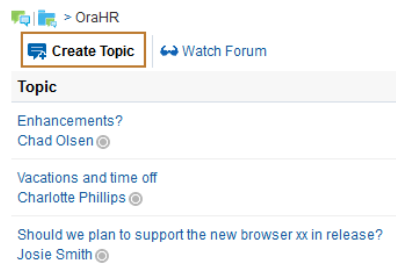 > OraHR
Create Topic Watch Forum
Topic
Enhancements?
Chad Olsen
Vacations and time off
Charlotte Phillips
Should we plan to support the new browser xx in release?
Josie Smith